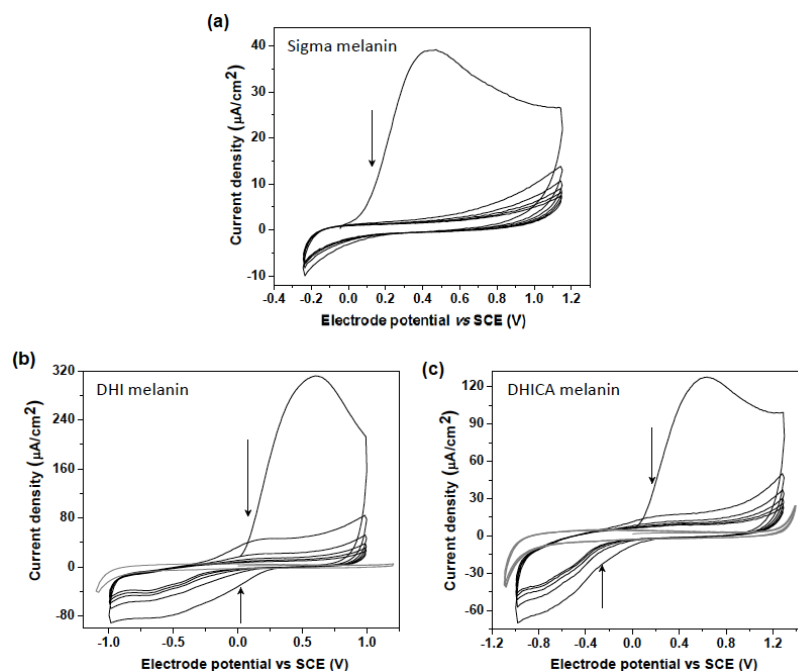 (a)
Sigma melanin
Current density (µA/cm²)
40
30
20
10
0
-10
-0.4 -0.2 0.0 0.2 0.4 0.6 0.8 1.0 1.2
Electrode potential vs SCE (V)
(b)
DHI melanin
Current density (µA/cm²)
320
240
160
80
0
-80
-1.0 -0.5 0.0 0.5 1.0
Electrode potential vs SCE (V)
(c)
DHICA melanin
Current density (µA/cm²)
120
90
60
30
0
-30
-60
-1.2 -0.8 -0.4 0.0 0.4 0.8 1.2
Electrode potential vs SCE (V)